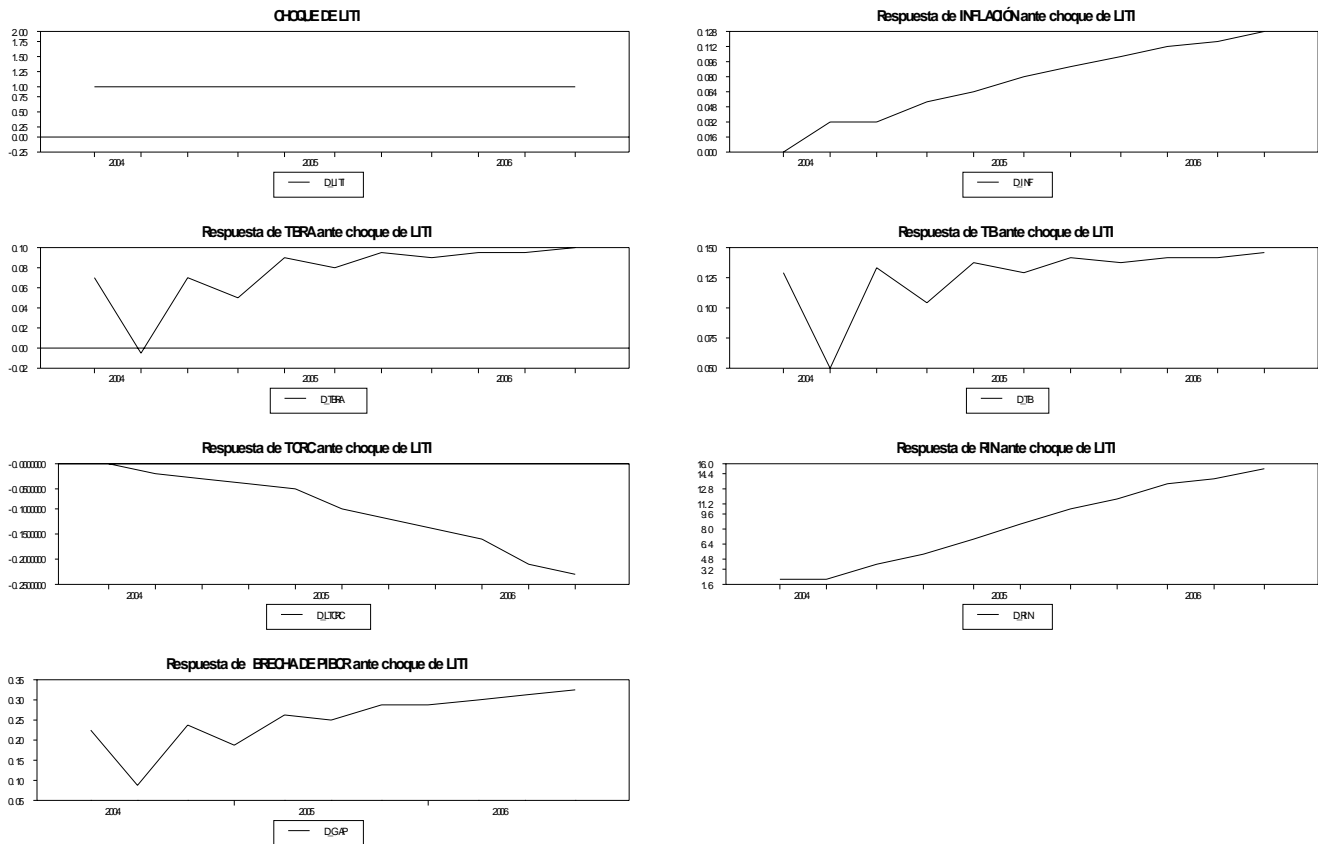 CHOQUE DE LITI
2.00
1.75
1.50
1.25
1.00
0.75
0.50
0.25
0.00
-0.25
2004 2005 2006
D_LITI
Respuesta de INFLACIÓN ante choque de LITI
0.128
0.112
0.096
0.080
0.064
0.048
0.032
0.016
0.000
2004 2005 2006
D_INF
Respuesta de TBRA ante choque de LITI
0.10
0.08
0.06
0.04
0.02
0.00
-0.02
2004 2005 2006
D_TBRA
Respuesta de TB ante choque de LITI
0.150
0.125
0.100
0.075
0.050
2004 2005 2006
D_TB
Respuesta de TCRC ante choque de LITI
-0.000000
-0.050000
-0.100000
-0.150000
-0.200000
-0.250000
2004 2005 2006
D_LTCRC
Respuesta de RIN ante choque de LITI
16.0
14.4
12.8
11.2
9.6
8.0
6.4
4.8
3.2
1.6
2004 2005 2006
D_RIN
Respuesta de BRECHA DE PIBCR ante choque de LITI
0.35
0.30
0.25
0.20
0.15
0.10
0.05
2004 2005 2006
D_GAP